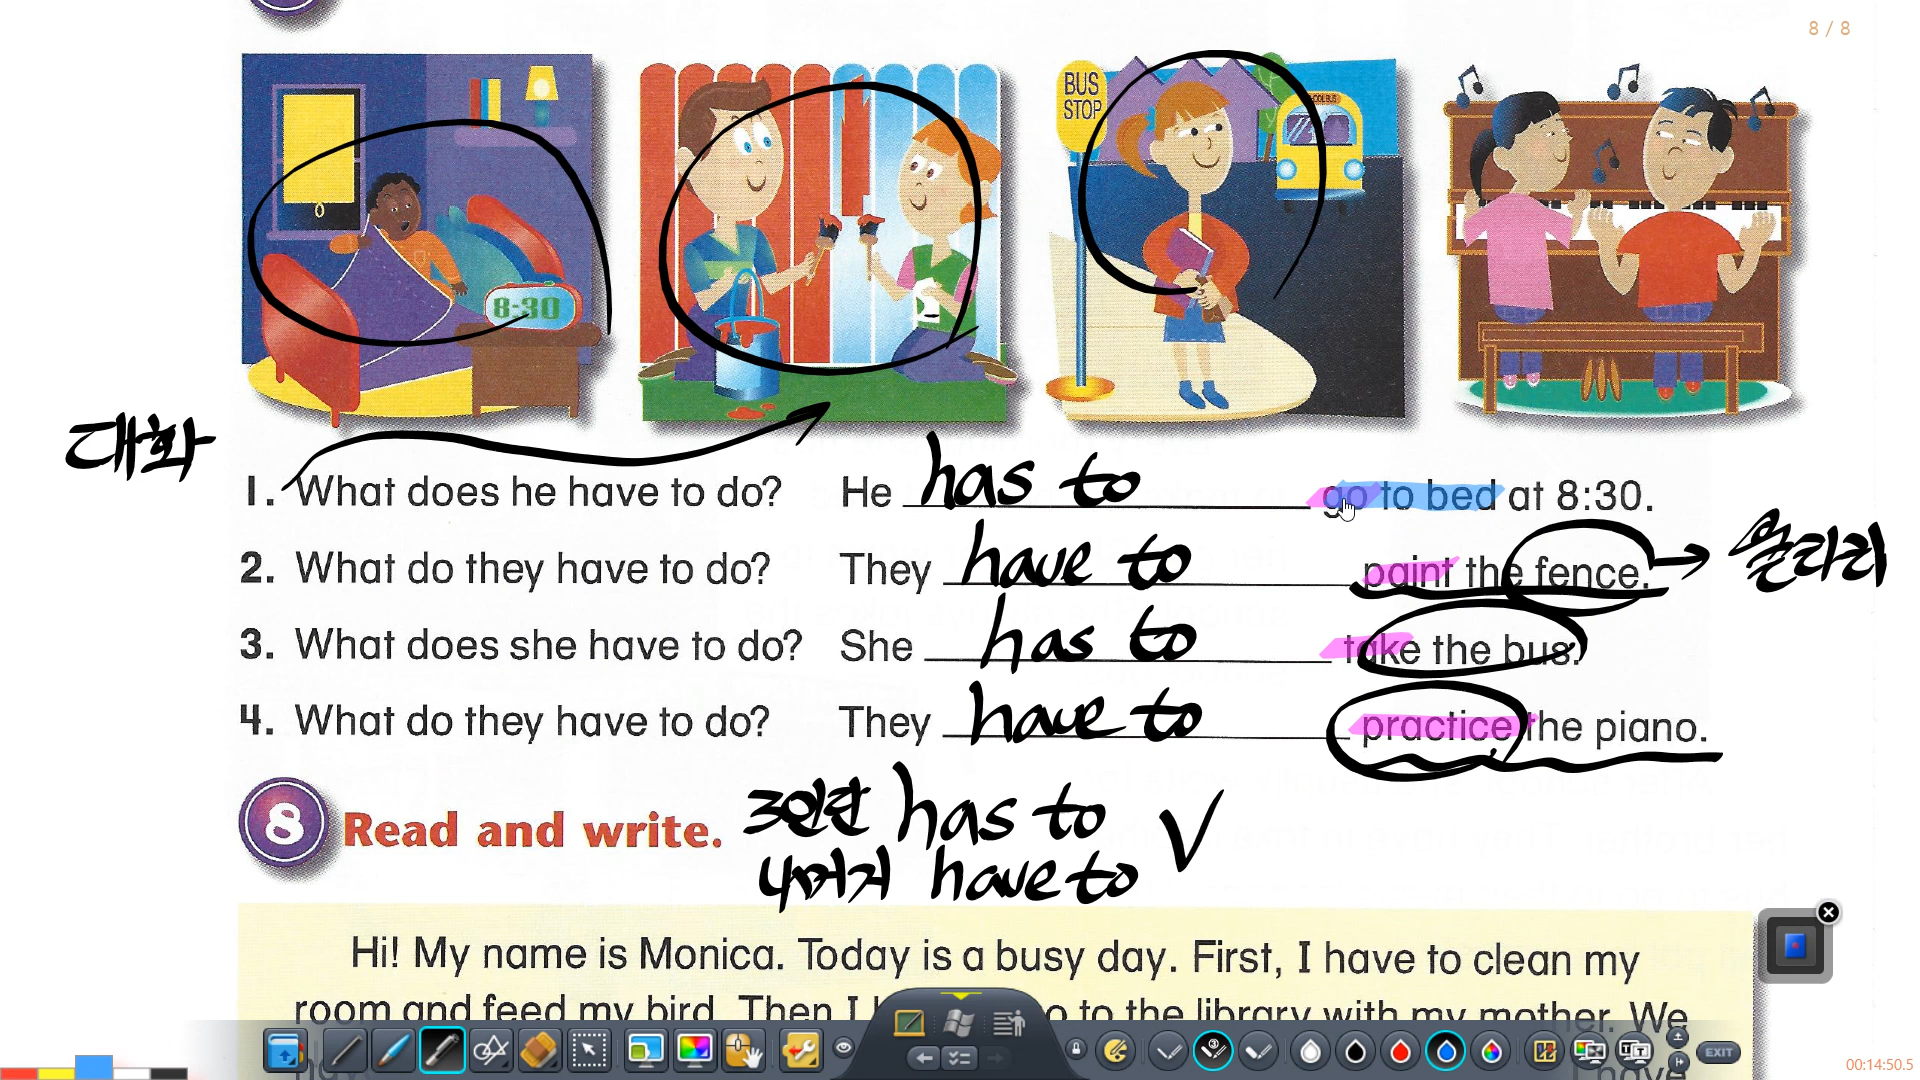 8 / 8
BUS
STOP
8:30
대화
1. What does he have to do? He has to go to bed at 8:30.
2. What do they have to do? They have to paint the fence. 울타리
3. What does she have to do? She has to take the bus.
4. What do they have to do? They have to practice the piano.
8 Read and write.
3인칭 has to
나머지 have to
Hi! My name is Monica. Today is a busy day. First, I have to clean my
room and feed my bird. Then I to the library with my mother. We
I have
EXIT
00:14:50.5